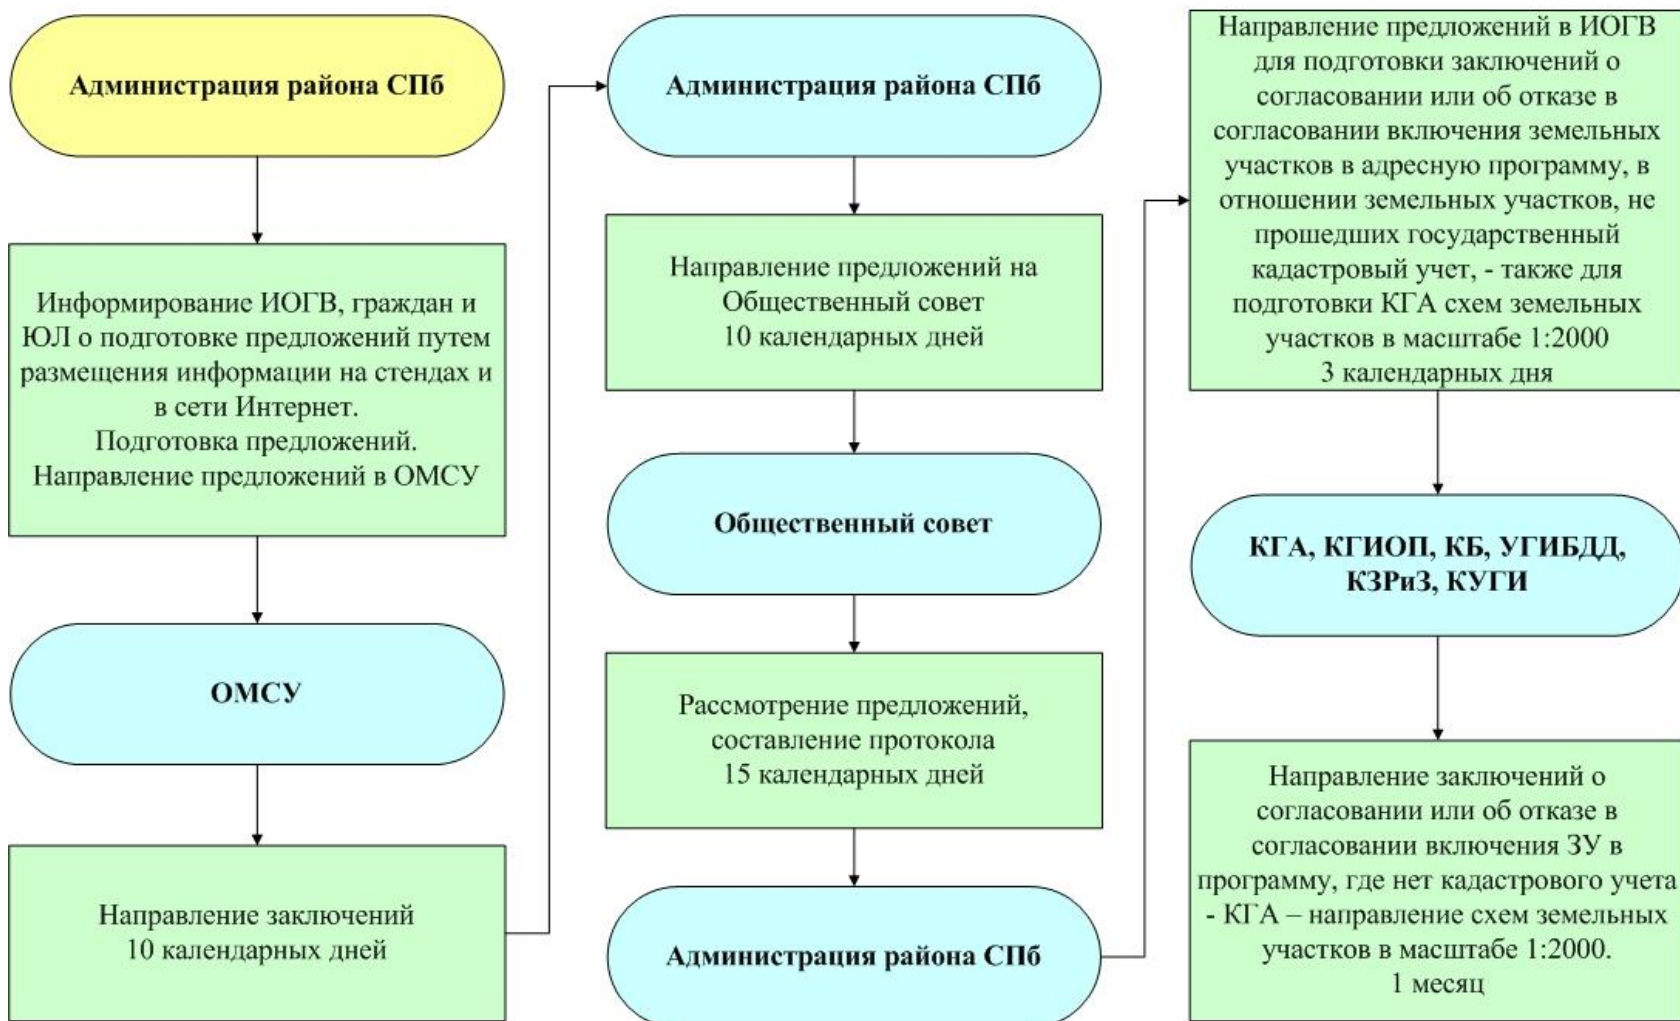 Администрация района СПб
Информирование ИОГВ, граждан и
ЮЛ о подготовке предложений путем
размещения информации на стендах и
в сети Интернет.
Подготовка предложений.
Направление предложений в ОМСУ
ОМСУ
Направление заключений
10 календарных дней
Администрация района СПб
Направление предложений на
Общественный совет
10 календарных дней
Общественный совет
Рассмотрение предложений,
составление протокола
15 календарных дней
Администрация района СПб
Направление предложений в ИОГВ
для подготовки заключений о
согласовании или об отказе в
согласовании включения земельных
участков в адресную программу, в
отношении земельных участков, не
прошедших государственный
кадастровый учет, - также для
подготовки КГА схем земельных
участков в масштабе 1:2000
3 календарных дня
КГА, КГИОП, КБ, УГИБДД,
КЗРиЗ, КУГИ
Направление заключений о
согласовании или об отказе в
согласовании включения ЗУ в
программу, где нет кадастрового учета
- КГА – направление схем земельных
участков в масштабе 1:2000.
1 месяц